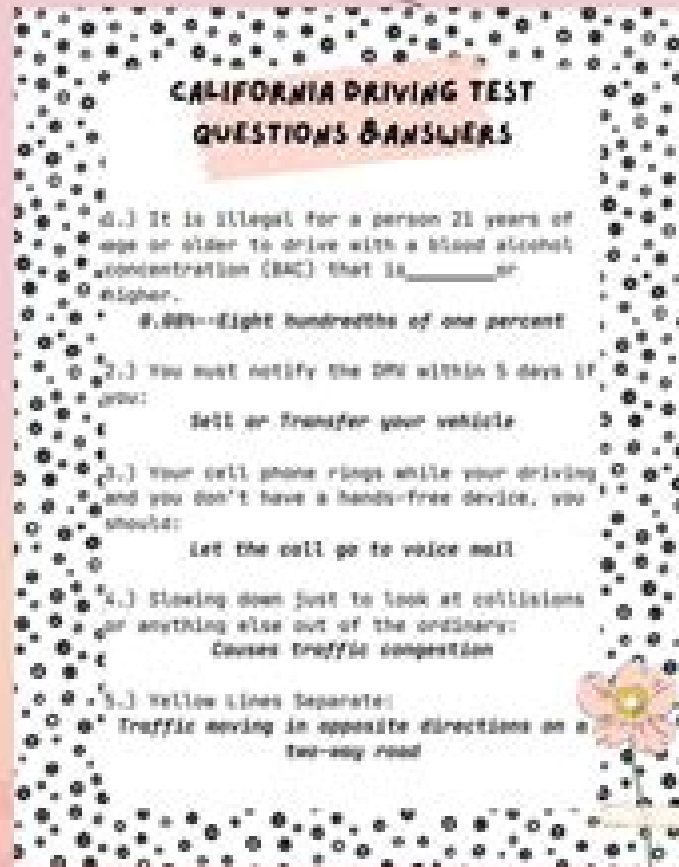 CALIFORNIA DRIVING TEST
QUESTIONS &ANSWERS
1.) It is illegal for a person 21 years of
age or older to drive with a blood alcohol
concentration (BAC) that is________or
higher.
0.08%--Eight hundredths of one percent
2.) You must notify the DMV within 5 days if
you:
Sell or Transfer your vehicle
3.) Your cell phone rings while your driving
and you don't have a hands-free device, you
should:
Let the call go to voice mail
4.) Slowing down just to look at collisions
or anything else out of the ordinary:
Causes traffic congestion
5.) Yellow Lines Separate:
Traffic moving in opposite directions on a
two-way road